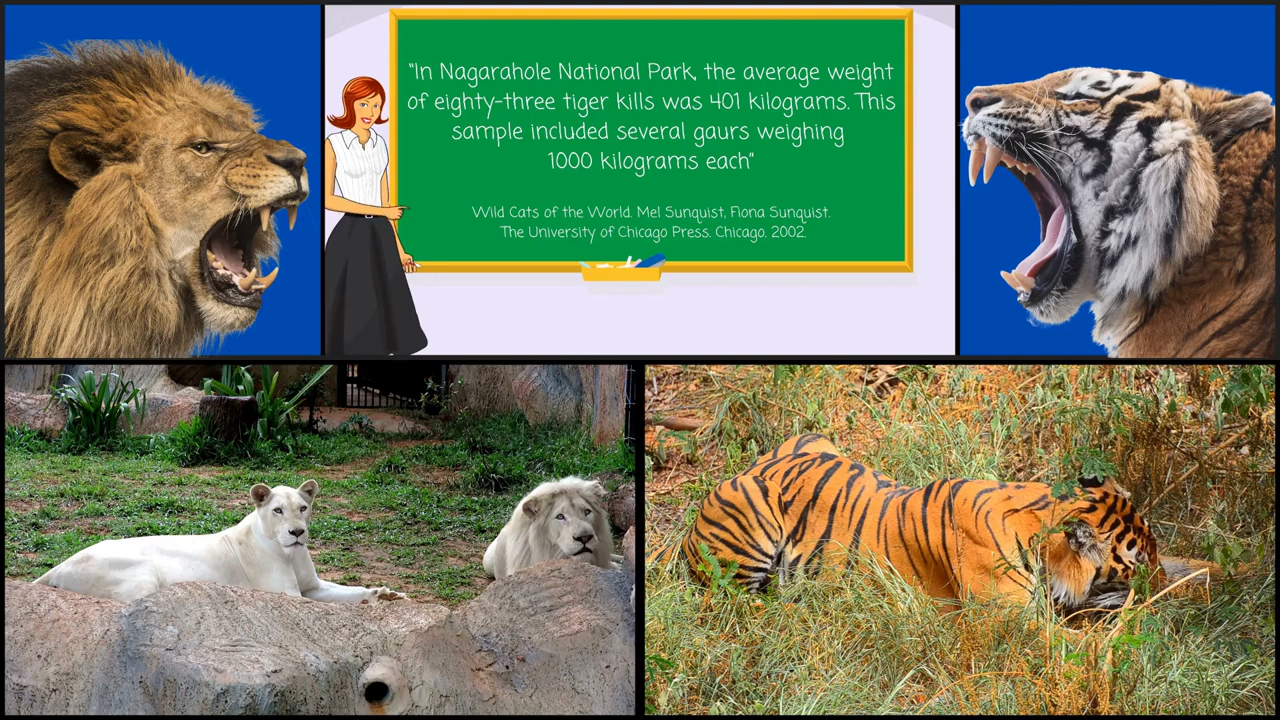 "In Nagarahole National Park, the average weight
of eighty-three tiger kills was 401 kilograms. This
sample included several gaurs weighing
1000 kilograms each"
Wild Cats of the World. Mel Sunquist, Fiona Sunquist.
The University of Chicago Press. Chicago. 2002.